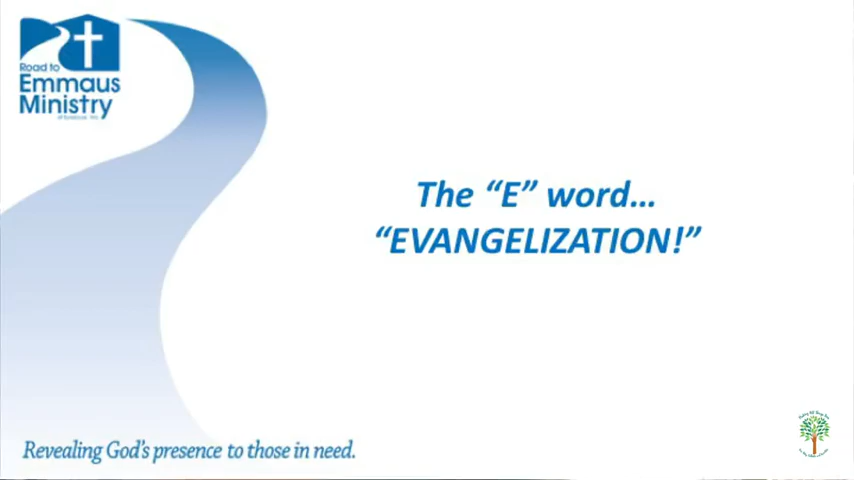 Road to
Emmaus
Ministry
The “E” word…
“EVANGELIZATION!”
Revealing God's presence to those in need.